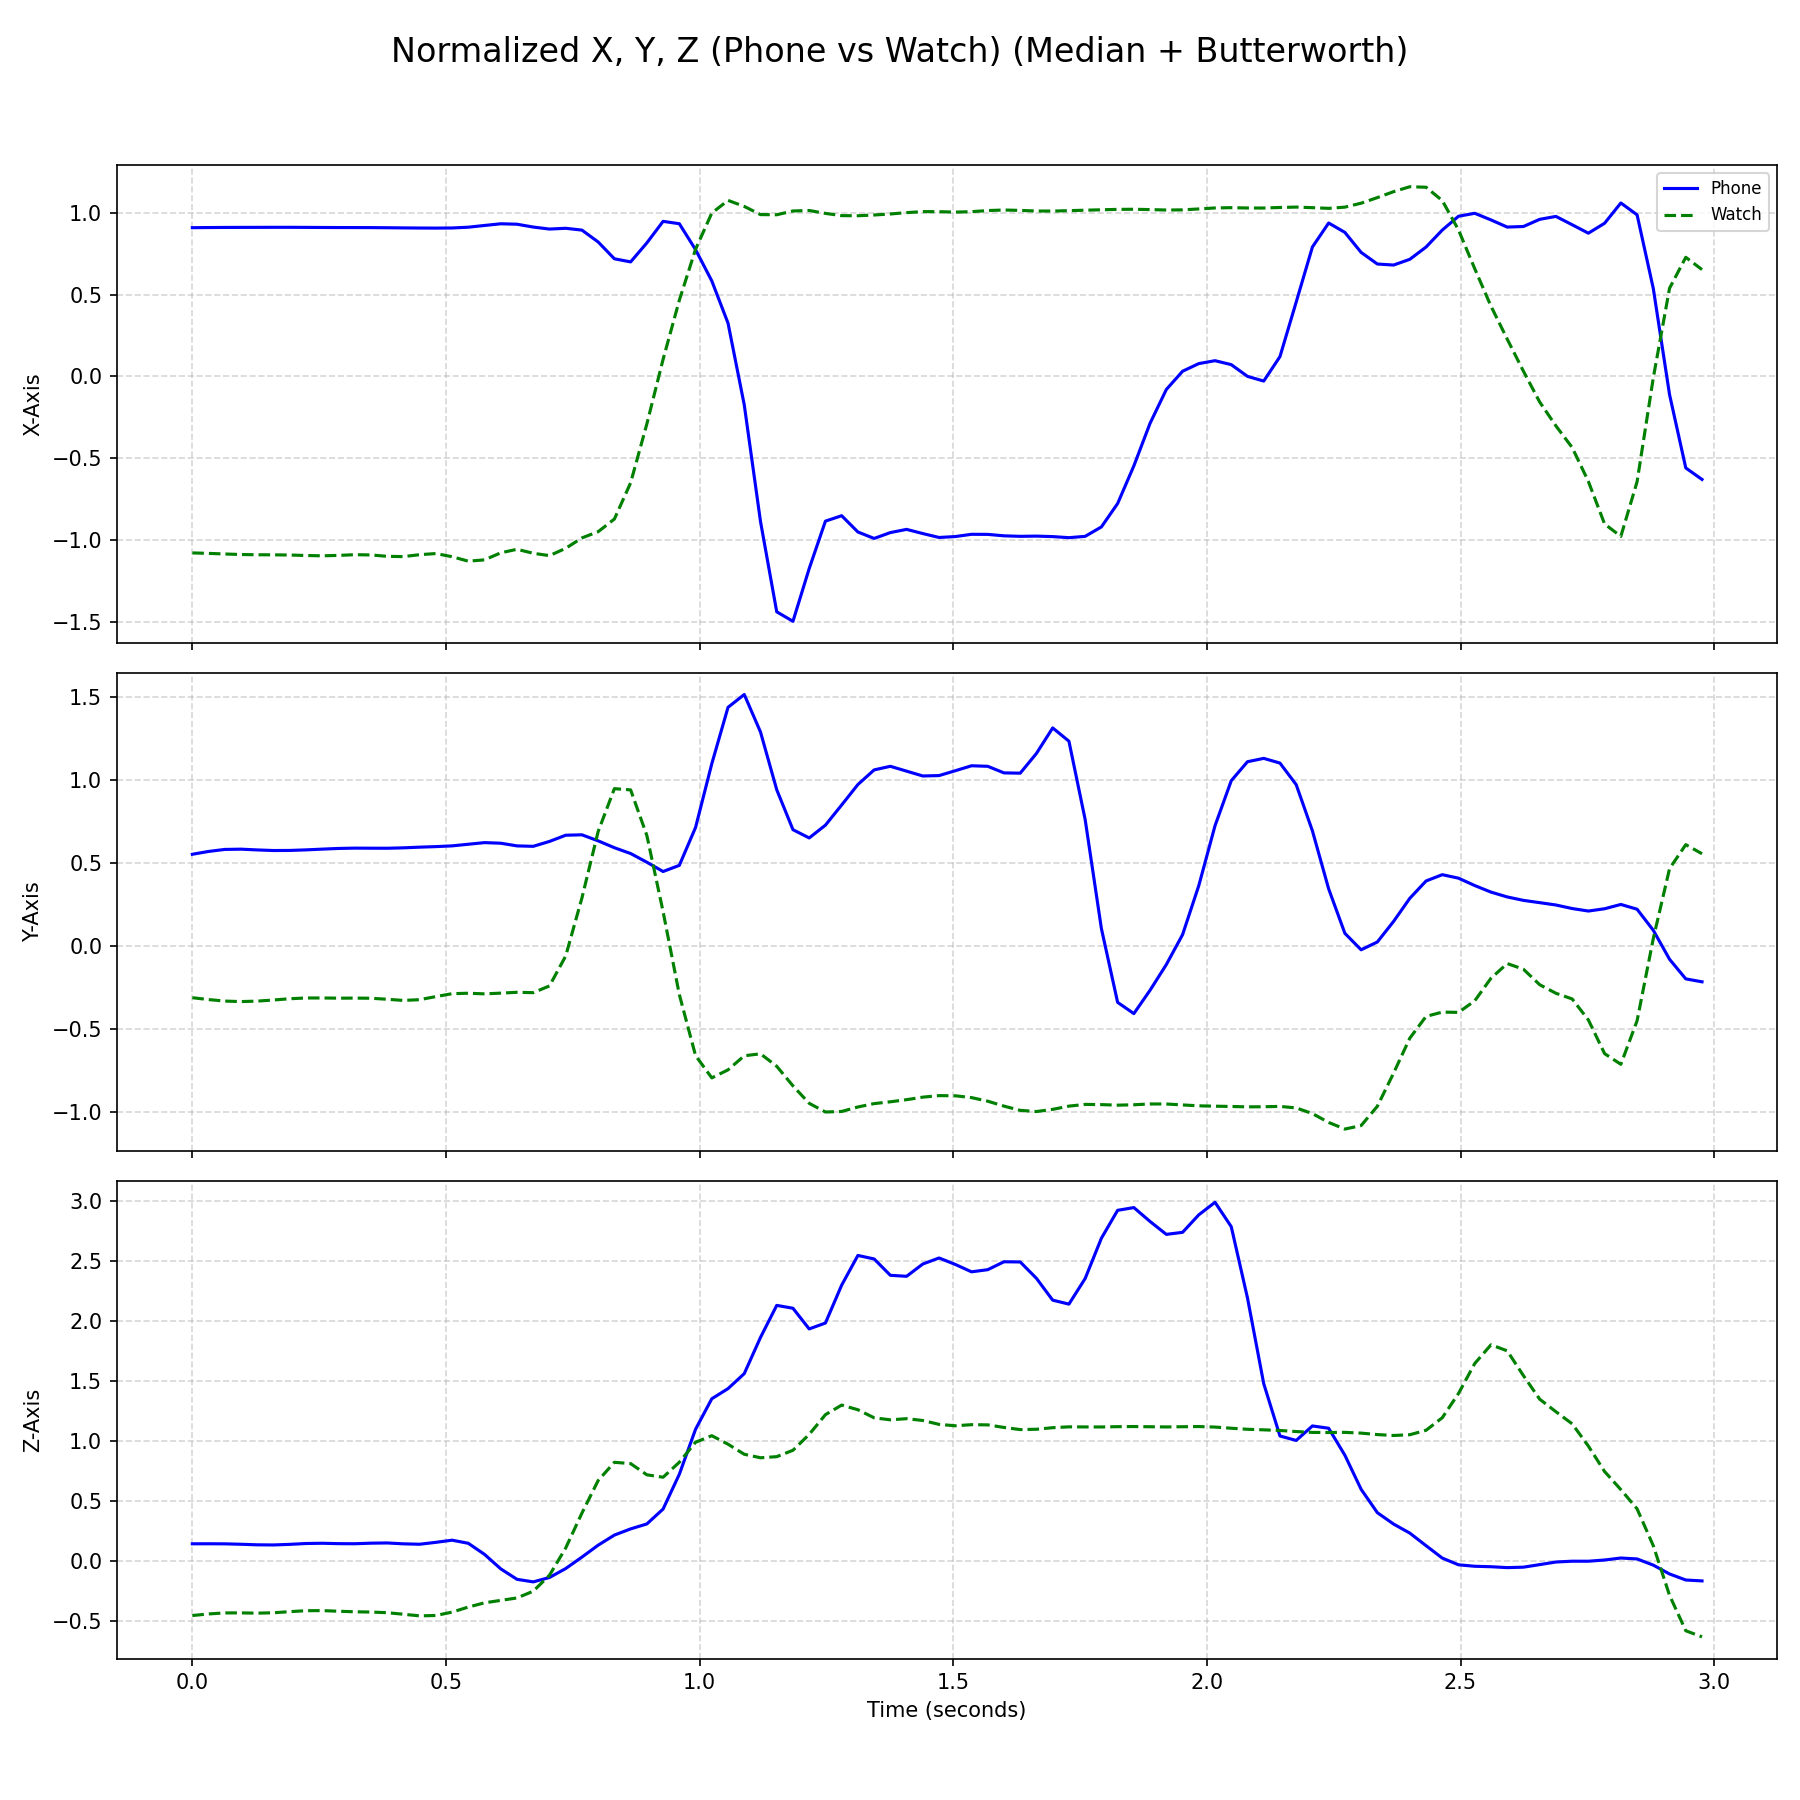 Normalized X, Y, Z (Phone vs Watch) (Median + Butterworth)
Phone
Watch
1.0
0.5
0.0
−0.5
−1.0
−1.5
X-Axis
1.5
1.0
0.5
0.0
−0.5
−1.0
Y-Axis
3.0
2.5
2.0
1.5
1.0
0.5
0.0
−0.5
Z-Axis
0.0 0.5 1.0 1.5 2.0 2.5 3.0
Time (seconds)